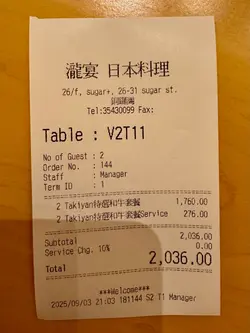 瀧宴 日本料理
26/f, sugar+, 26-31 sugar st.
銅鑼灣
Tel:35430099 Fax:
Table : V2T11
No of Guest : 2
Order No. : 144
Staff : Manager
Term ID : 1
2 Takiyan特選和牛套餐 1,760.00
2 Takiyan特選和牛套餐Service 276.00
Subtotal 2,036.00
Service Chg. 10% 0.00
Total 2,036.00
***Welcome***
2025/09/03 21:03 181144 S2 T1 Manager